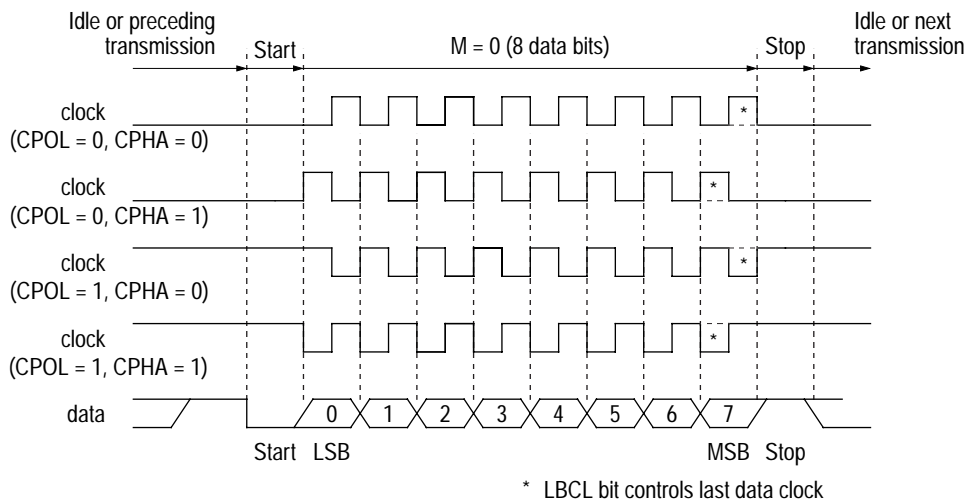 Idle or preceding
transmission
Start
M = 0 (8 data bits)
Stop
Idle or next
transmission
clock
(CPOL = 0, CPHA = 0)
*
clock
(CPOL = 0, CPHA = 1)
*
clock
(CPOL = 1, CPHA = 0)
*
clock
(CPOL = 1, CPHA = 1)
*
data
0 1 2 3 4 5 6 7
Start LSB MSB Stop
* LBCL bit controls last data clock